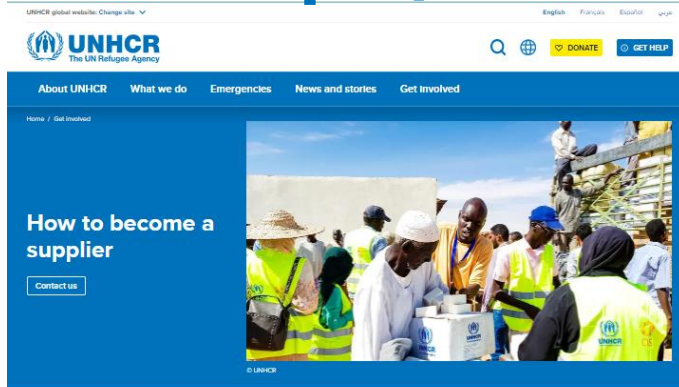 UNHCR global website: Change site
English Français Español عربي
UNHCR
The UN Refugee Agency
DONATE
GET HELP
About UNHCR What we do Emergencies News and stories Get involved
Home / Get involved
How to become a
supplier
Contact us
UNHCR
UNHCR
© UNHCR